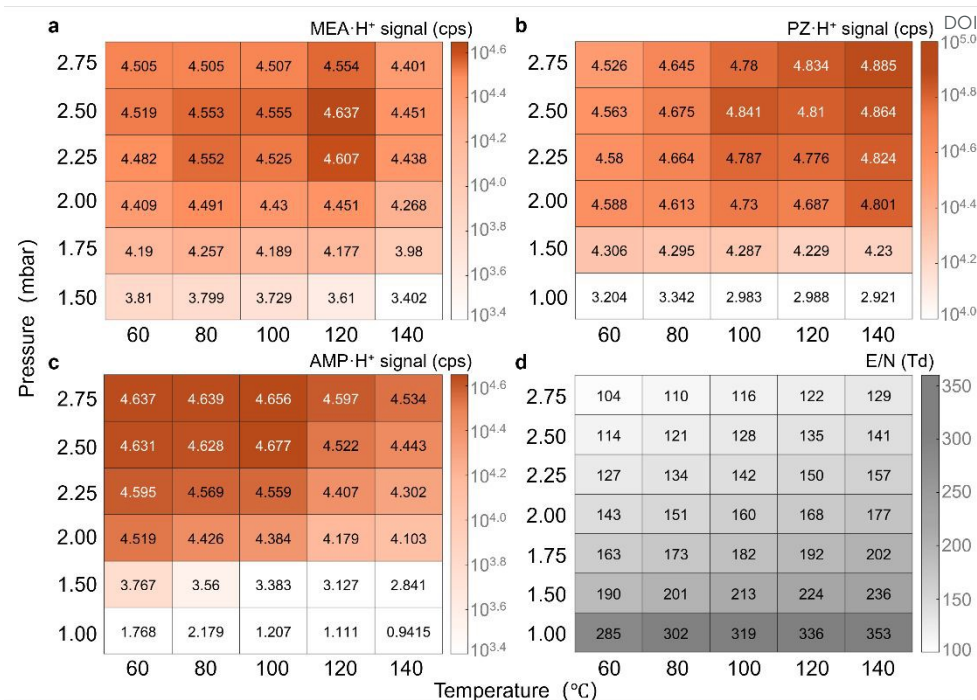 a MEA·H⁺ signal (cps)
2.75 4.505 4.505 4.507 4.554 4.401
2.50 4.519 4.553 4.555 4.637 4.451
2.25 4.482 4.552 4.525 4.607 4.438
2.00 4.409 4.491 4.43 4.451 4.268
1.75 4.19 4.257 4.189 4.177 3.98
1.50 3.81 3.799 3.729 3.61 3.402
60 80 100 120 140
10^4.6
10^4.4
10^4.2
10^4.0
10^3.8
10^3.6
10^3.4
b PZ·H⁺ signal (cps) DOI
2.75 4.526 4.645 4.78 4.834 4.885
2.50 4.563 4.675 4.841 4.81 4.864
2.25 4.58 4.664 4.787 4.776 4.824
2.00 4.588 4.613 4.73 4.687 4.801
1.50 4.306 4.295 4.287 4.229 4.23
1.00 3.204 3.342 2.983 2.988 2.921
60 80 100 120 140
10^5.0
10^4.8
10^4.6
10^4.4
10^4.2
10^4.0
Pressure (mbar)
c AMP·H⁺ signal (cps)
2.75 4.637 4.639 4.656 4.597 4.534
2.50 4.631 4.628 4.677 4.522 4.443
2.25 4.595 4.569 4.559 4.407 4.302
2.00 4.519 4.426 4.384 4.179 4.103
1.50 3.767 3.56 3.383 3.127 2.841
1.00 1.768 2.179 1.207 1.111 0.9415
60 80 100 120 140
10^4.6
10^4.4
10^4.2
10^4.0
10^3.8
10^3.6
10^3.4
d E/N (Td)
2.75 104 110 116 122 129
2.50 114 121 128 135 141
2.25 127 134 142 150 157
2.00 143 151 160 168 177
1.75 163 173 182 192 202
1.50 190 201 213 224 236
1.00 285 302 319 336 353
60 80 100 120 140
350
300
250
200
150
100
Temperature (℃)